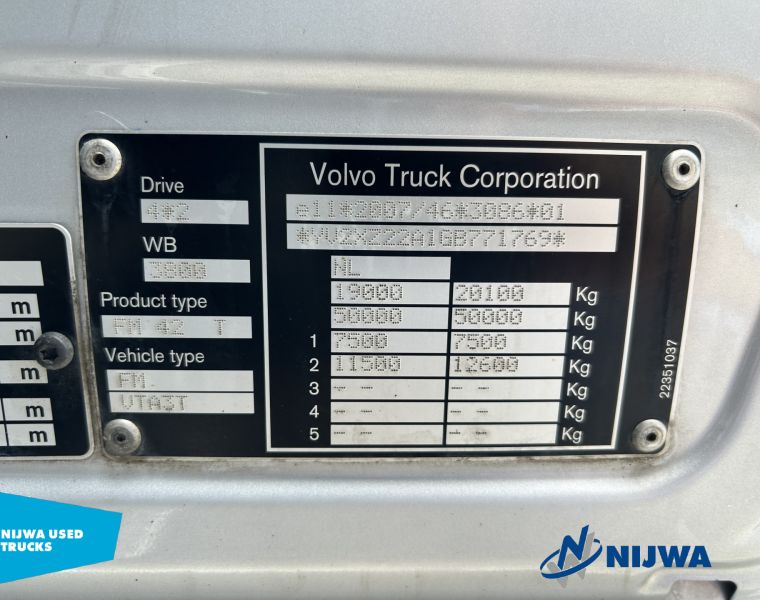 Drive
4*2
WB
3800
Product type
FM 42 T
Vehicle type
FM
VTA3T
Volvo Truck Corporation
e11*2007/46*3086*01
*YV2XZ22A1GB771769*
NL
19000 20100 Kg
50000 50000 Kg
1 7500 7500 Kg
2 11500 12600 Kg
3 -- -- -- -- Kg
4 -- -- -- -- Kg
5 -- -- -- -- Kg
22351037
m
m
m
m
m
NIJWA USED
TRUCKS
NIJWA